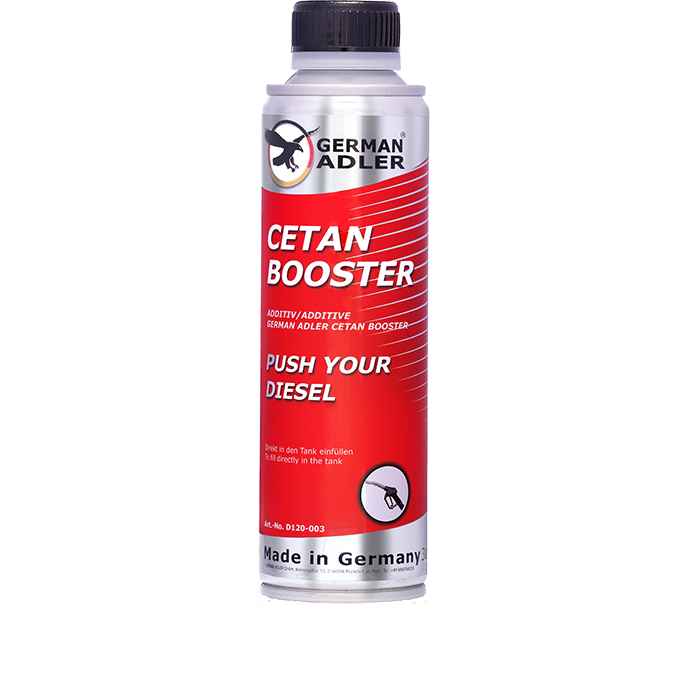 GERMAN
ADLER®
CETAN
BOOSTER
ADDITIV/ADDITIVE
GERMAN ADLER CETAN BOOSTER
PUSH YOUR
DIESEL
Direkt in den Tank einfüllen
To fill directly in the tank
Art.-No. D120-003
Made in Germany